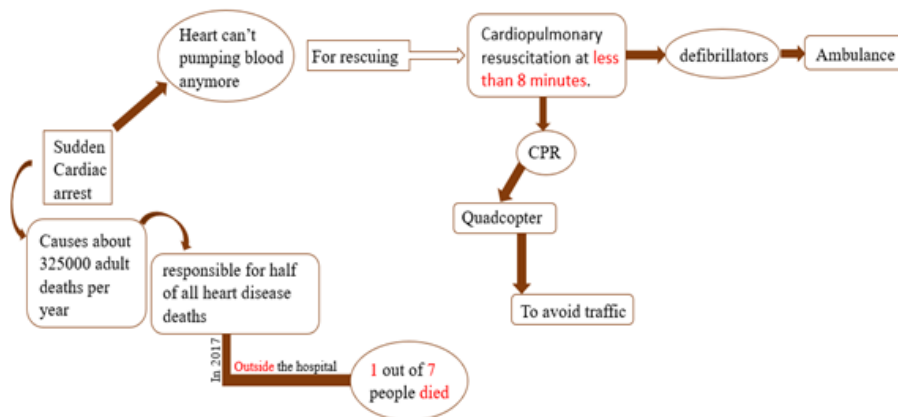 Heart can't
pumping blood
anymore
For rescuing
Cardiopulmonary
resuscitation at less
than 8 minutes.
defibrillators
Ambulance
Sudden
Cardiac
arrest
CPR
Quadcopter
To avoid traffic
Causes about
325000 adult
deaths per
year
responsible for half
of all heart disease
deaths
In 2017
Outside the hospital
1 out of 7
people died